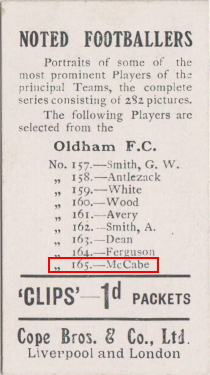 NOTED FOOTBALLERS
Portraits of some of the
most prominent Players of the
principal Teams, the complete
series consisting of 282 pictures.
The following Players are
selected from the
Oldham F.C.
No. 157.—Smith, G. W.
„ 158.—Antlezack
„ 159.—White
„ 160.—Wood
„ 161.—Avery
„ 162.—Smith, A.
„ 163.—Dean
„ 164.—Ferguson
„ 165.—McCabe
'CLIPS'—1d PACKETS
Cope Bros. & Co., Ltd.
Liverpool and London